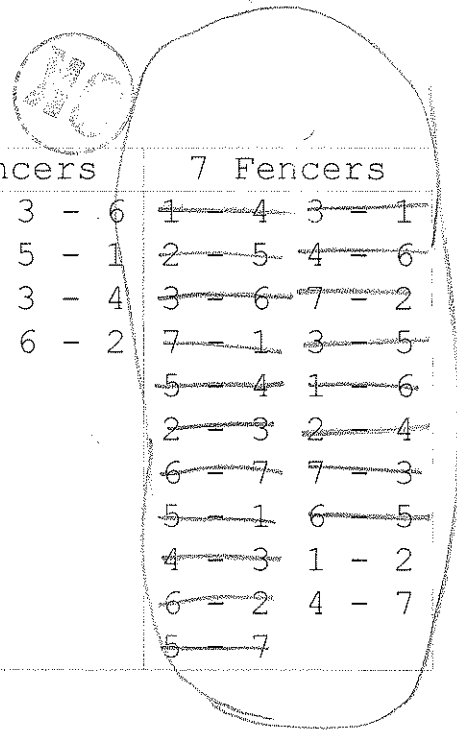 ncers 7 Fencers
3 - 6 1 - 4 3 - 1
5 - 1 2 - 5 4 - 6
3 - 4 3 - 6 7 - 2
6 - 2 7 - 1 3 - 5
5 - 4 1 - 6
2 - 3 2 - 4
6 - 7 7 - 3
5 - 1 6 - 5
4 - 3 1 - 2
6 - 2 4 - 7
5 - 7